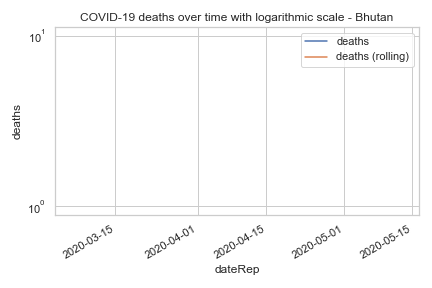 COVID-19 deaths over time with logarithmic scale - Bhutan
deaths
deaths (rolling)
10¹
deaths
10⁰
2020-03-15
2020-04-01
2020-04-15
2020-05-01
2020-05-15
dateRep